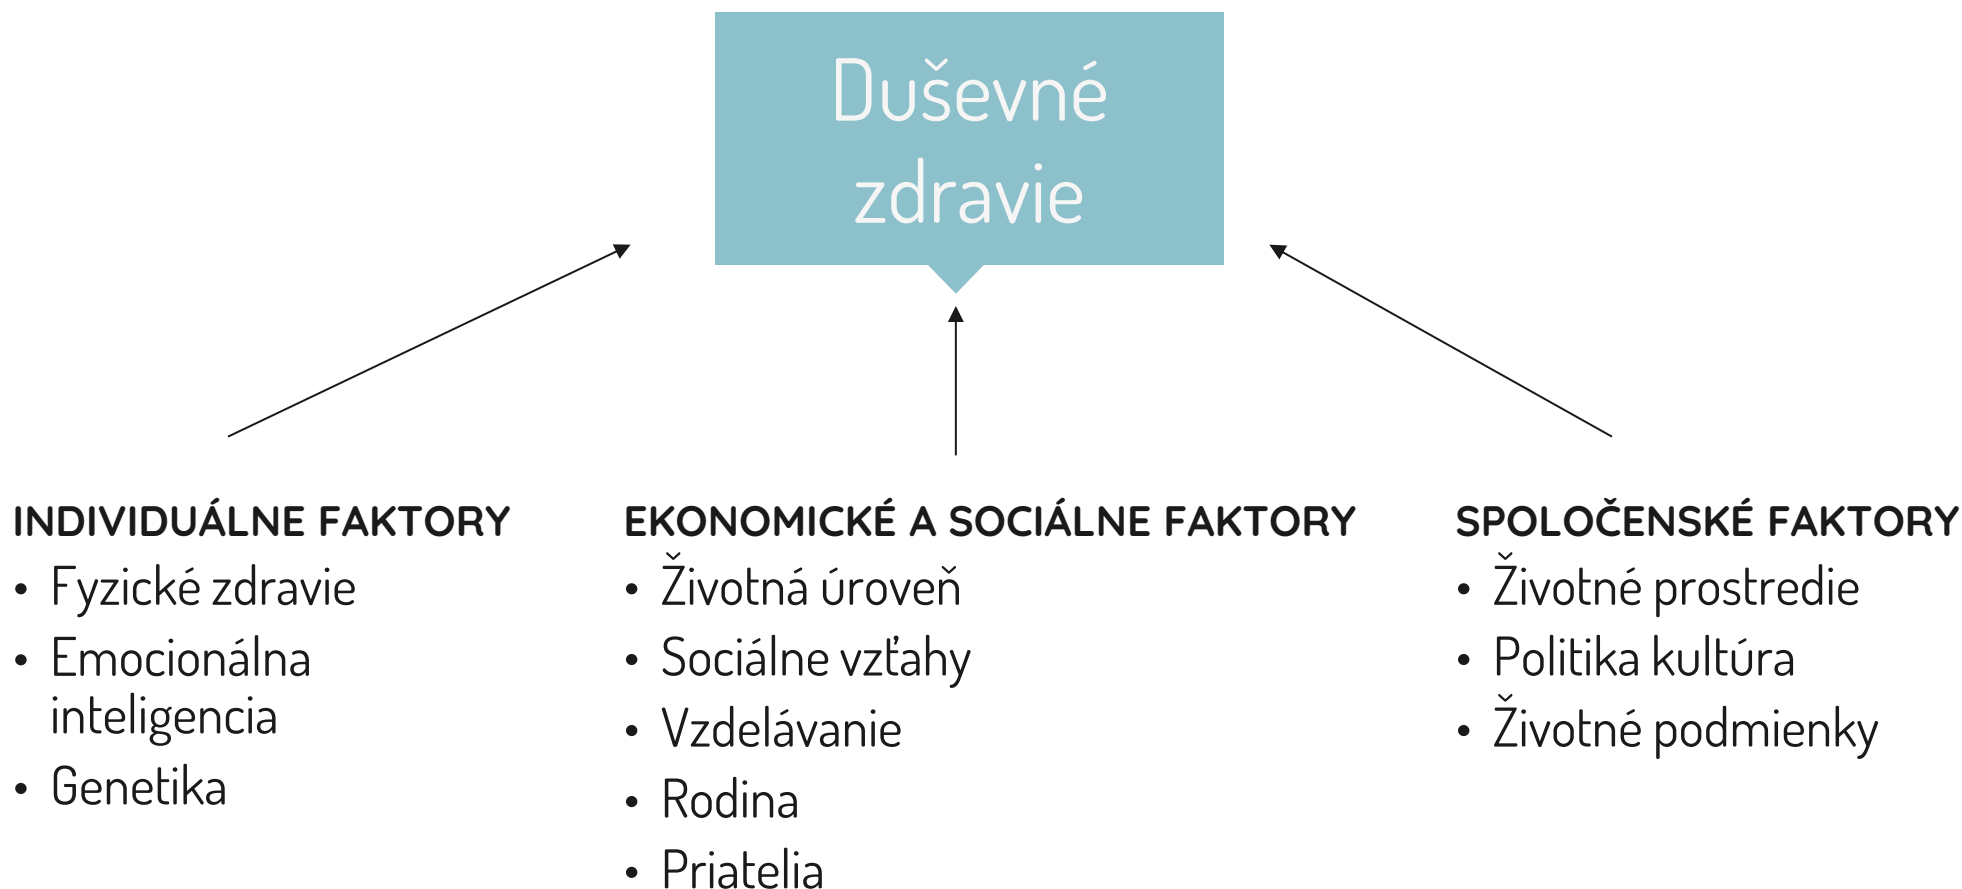 Duševné
zdravie
INDIVIDUÁLNE FAKTORY
• Fyzické zdravie
• Emocionálna
inteligencia
• Genetika
EKONOMICKÉ A SOCIÁLNE FAKTORY
• Životná úroveň
• Sociálne vzťahy
• Vzdelávanie
• Rodina
• Priatelia
SPOLOČENSKÉ FAKTORY
• Životné prostredie
• Politika kultúra
• Životné podmienky